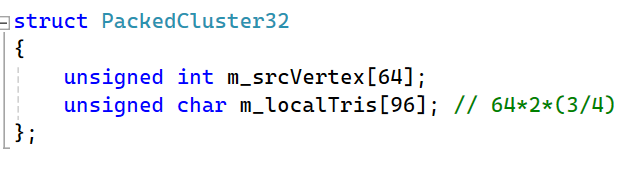 struct PackedCluster32
{
    unsigned int m_srcVertex[64];
    unsigned char m_localTris[96]; // 64*2*(3/4)
};